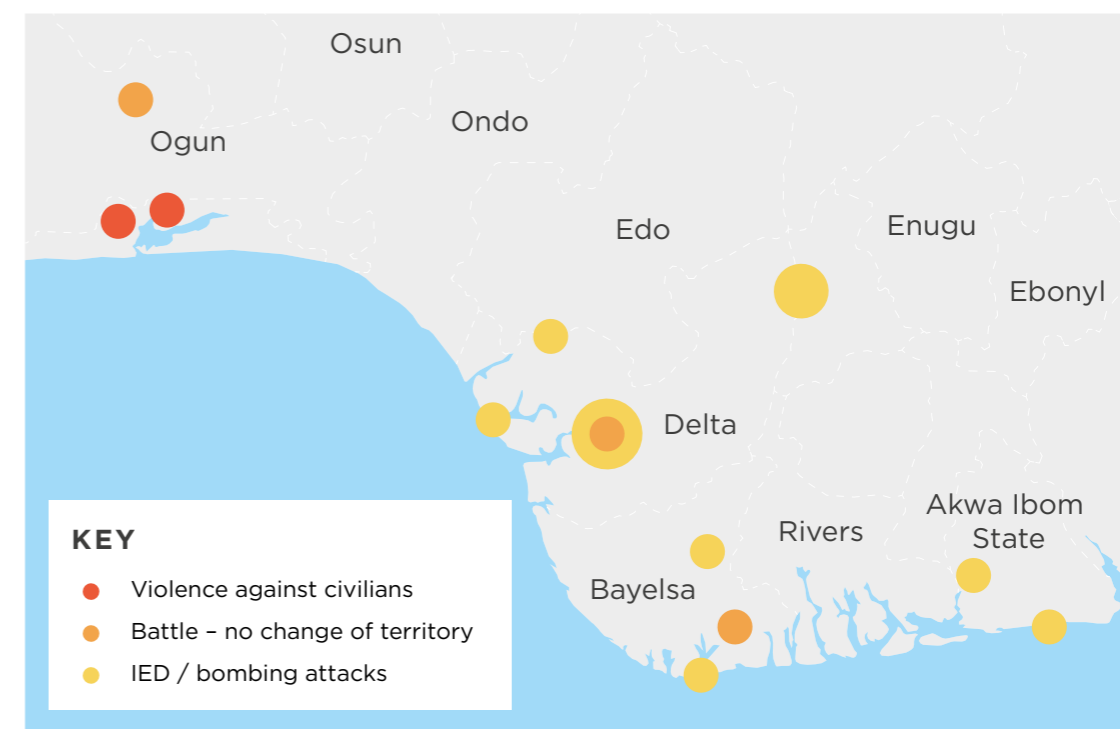 Osun
Ondo
Ogun
Edo
Enugu
Ebonyl
Delta
Akwa Ibom
State
Rivers
Bayelsa
KEY
Violence against civilians
Battle – no change of territory
IED / bombing attacks